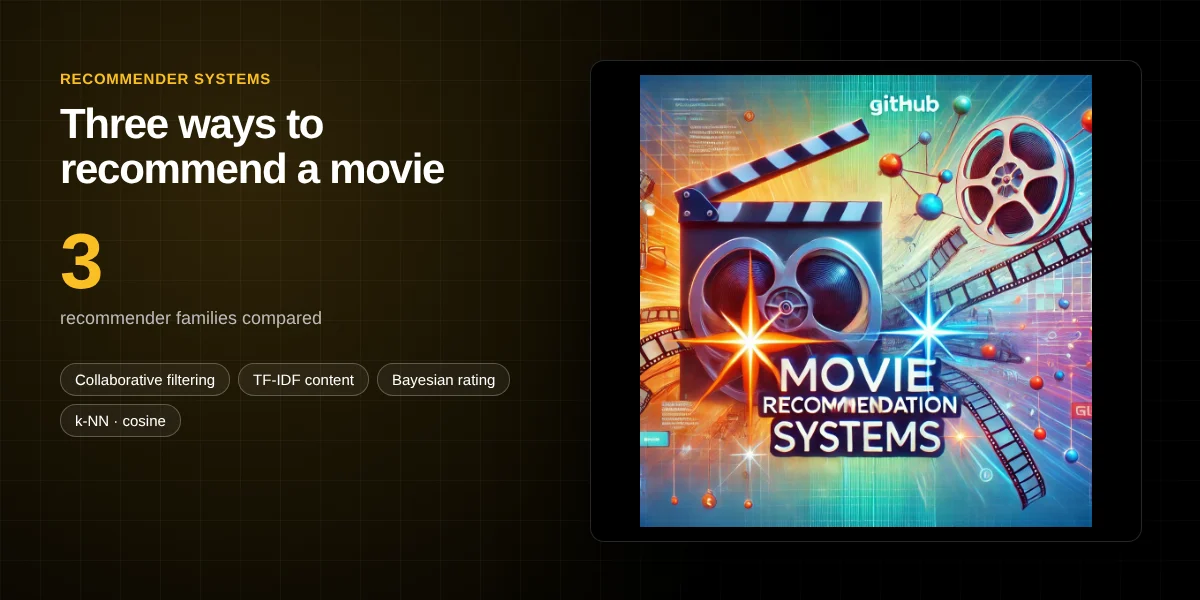 RECOMMENDER SYSTEMS
Three ways to
recommend a movie
3
recommender families compared
Collaborative filtering
TF-IDF content
Bayesian rating
k-NN · cosine
gitHub
MOVIE
RECOMMENDATION
SYSTEMS